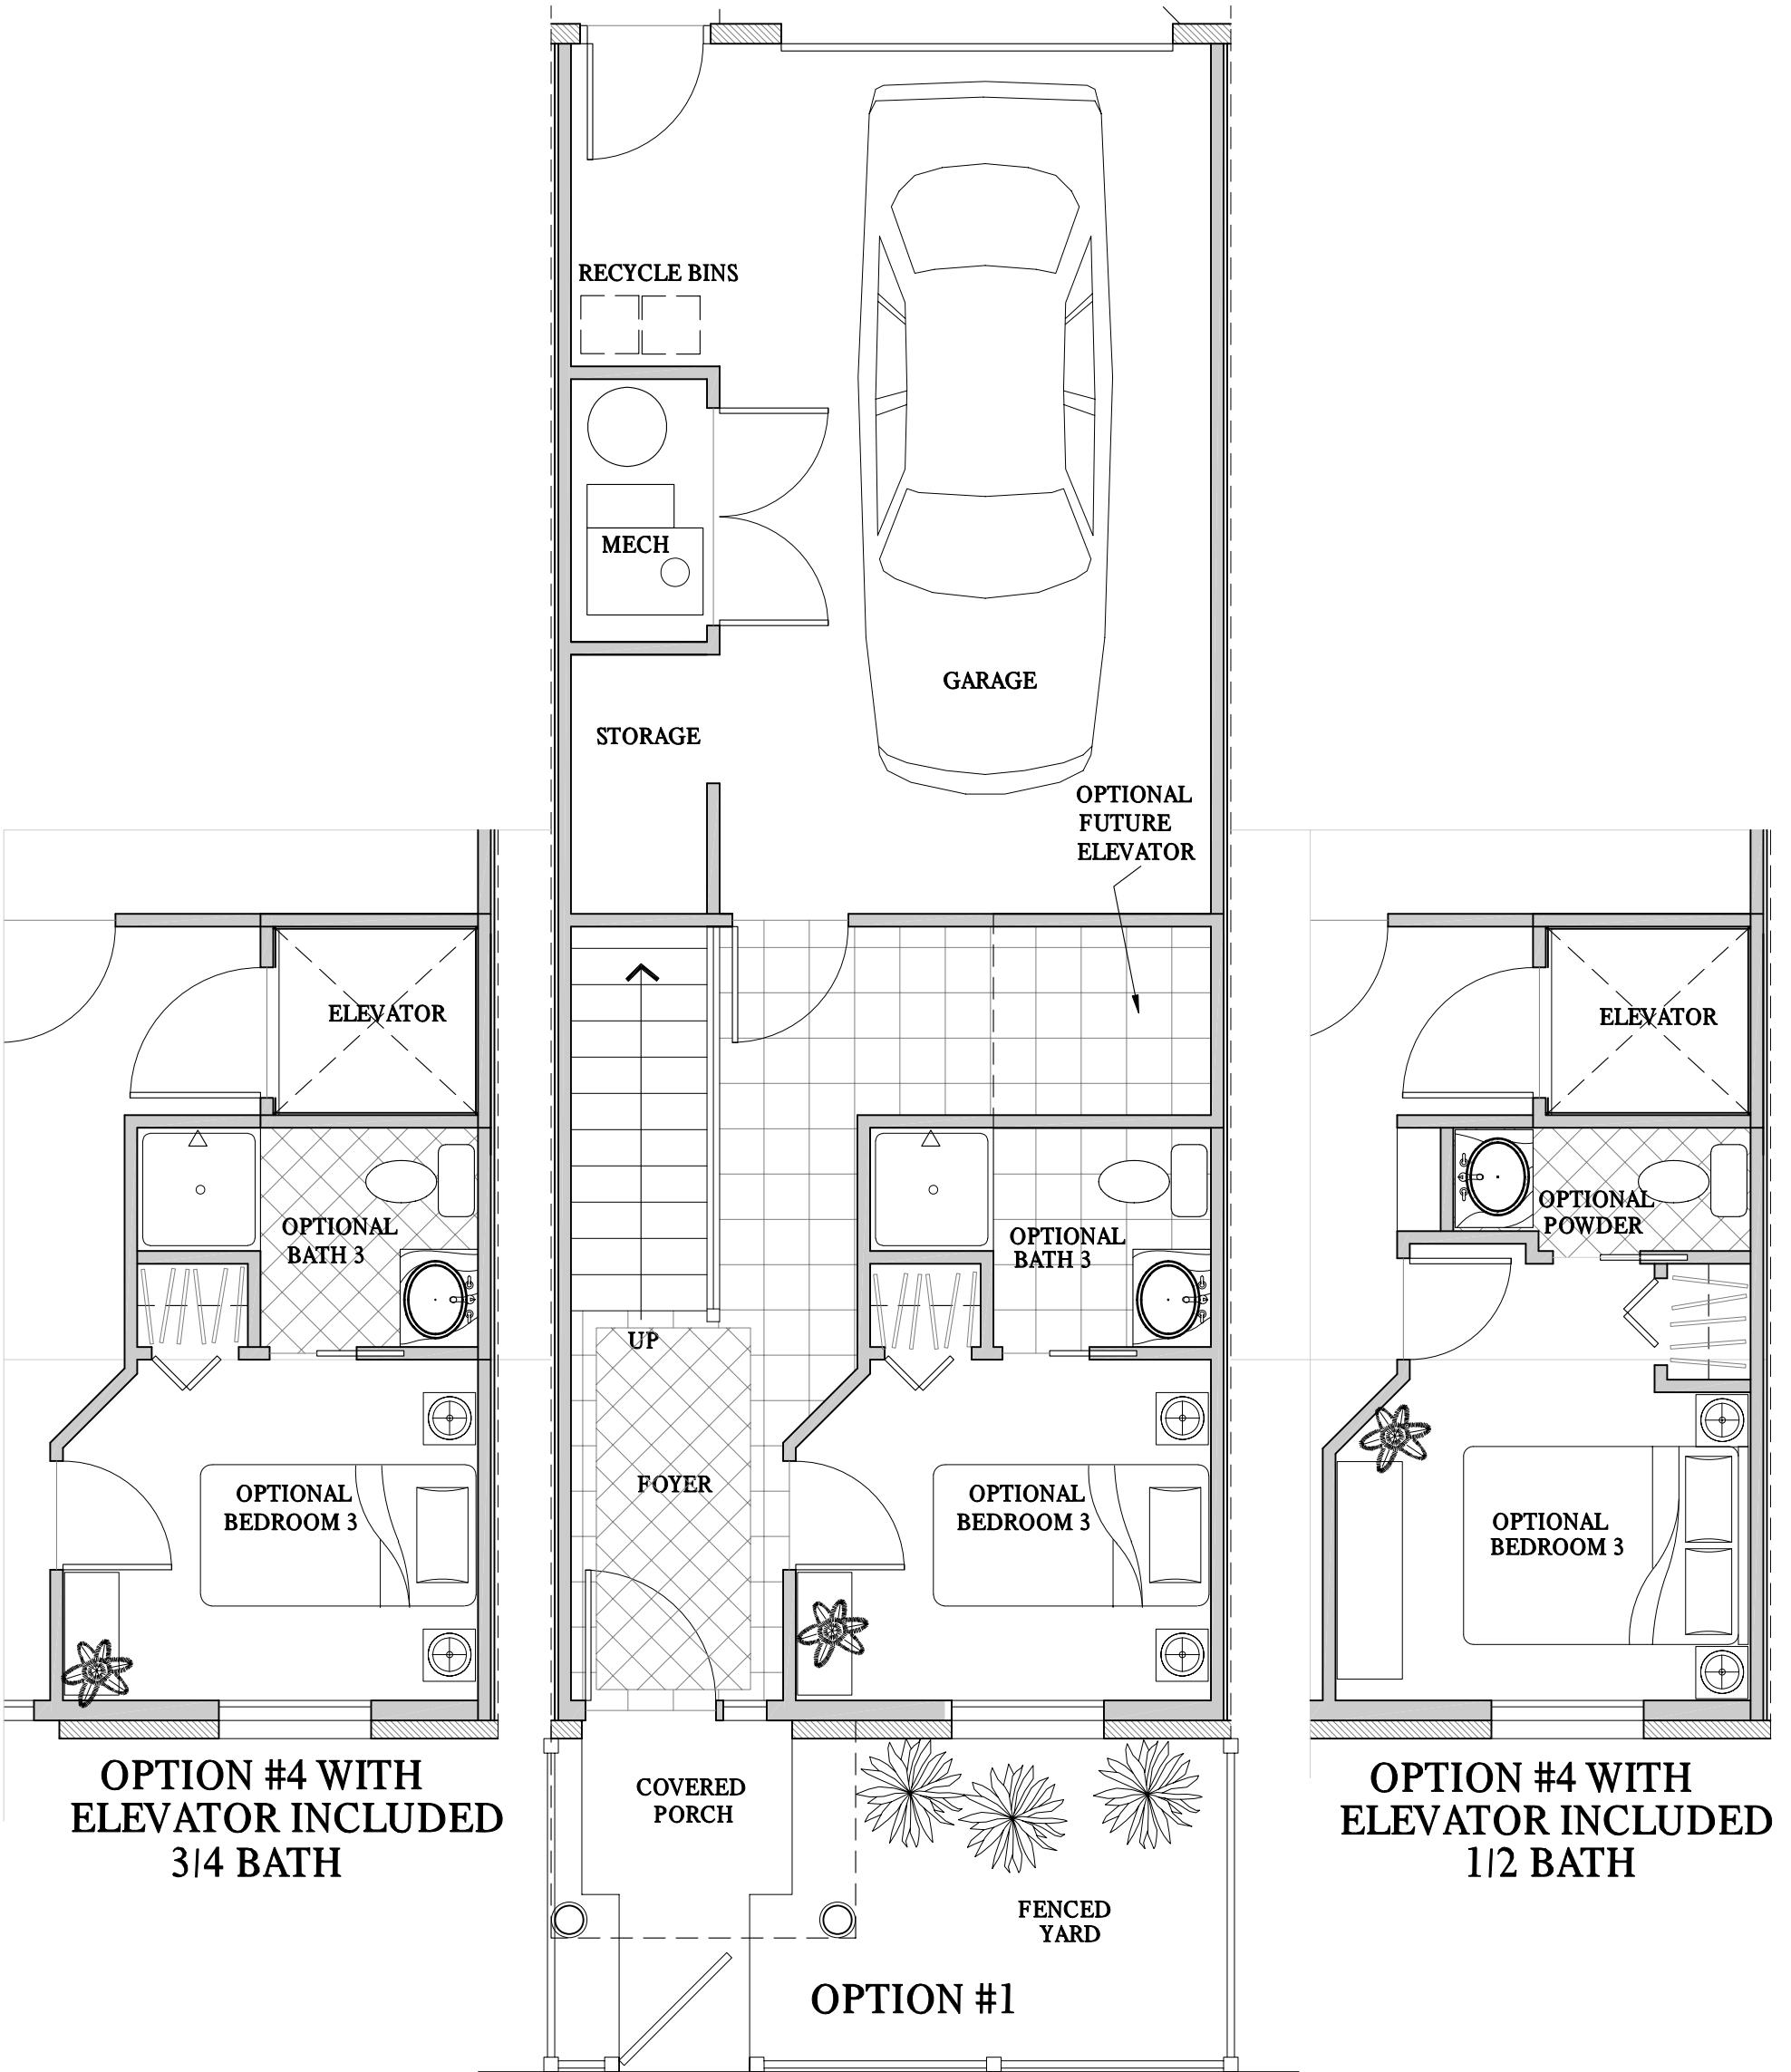 RECYCLE BINS
MECH
GARAGE
STORAGE
OPTIONAL
FUTURE
ELEVATOR
ELEVATOR
ELEVATOR
OPTIONAL
BATH 3
OPTIONAL
BATH 3
OPTIONAL
POWDER
UP
FOYER
OPTIONAL
BEDROOM 3
OPTIONAL
BEDROOM 3
OPTIONAL
BEDROOM 3
OPTION #4 WITH
ELEVATOR INCLUDED
3/4 BATH
COVERED
PORCH
OPTION #4 WITH
ELEVATOR INCLUDED
1/2 BATH
FENCED
YARD
OPTION #1